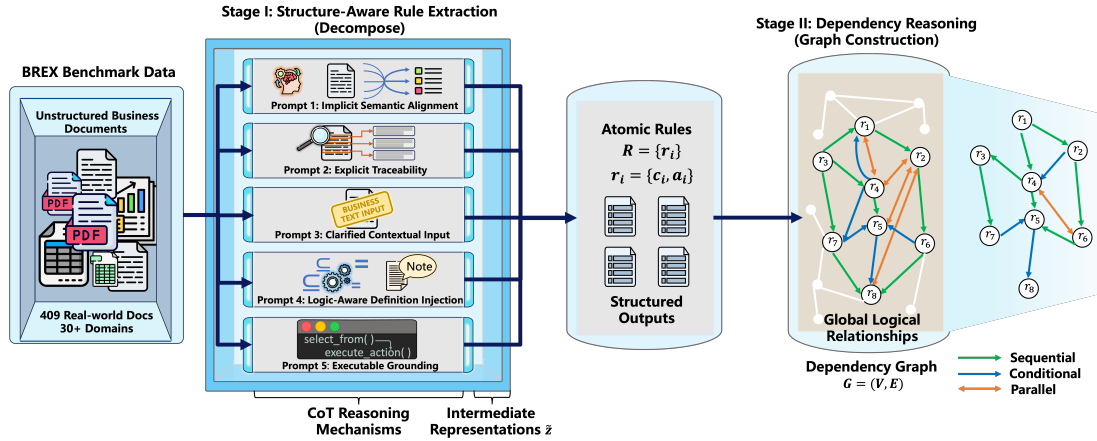 Stage I: Structure-Aware Rule Extraction
(Decompose)
BREX Benchmark Data
Unstructured Business
Documents
PDF
PDF
409 Real-world Docs
30+ Domains
Prompt 1: Implicit Semantic Alignment
Prompt 2: Explicit Traceability
BUSINESS
TEXT INPUT
Prompt 3: Clarified Contextual Input
Note
Prompt 4: Logic-Aware Definition Injection
select_from()
execute_action()
Prompt 5: Executable Grounding
CoT Reasoning
Mechanisms
Intermediate
Representations z̃
Atomic Rules
R = {rᵢ}
rᵢ = {cᵢ, aᵢ}
Structured
Outputs
Stage II: Dependency Reasoning
(Graph Construction)
r₁
r₂
r₃
r₄
r₅
r₆
r₇
r₈
Global Logical
Relationships
Dependency Graph
G = (V, E)
r₁
r₂
r₃
r₄
r₅
r₆
r₇
r₈
Sequential
Conditional
Parallel